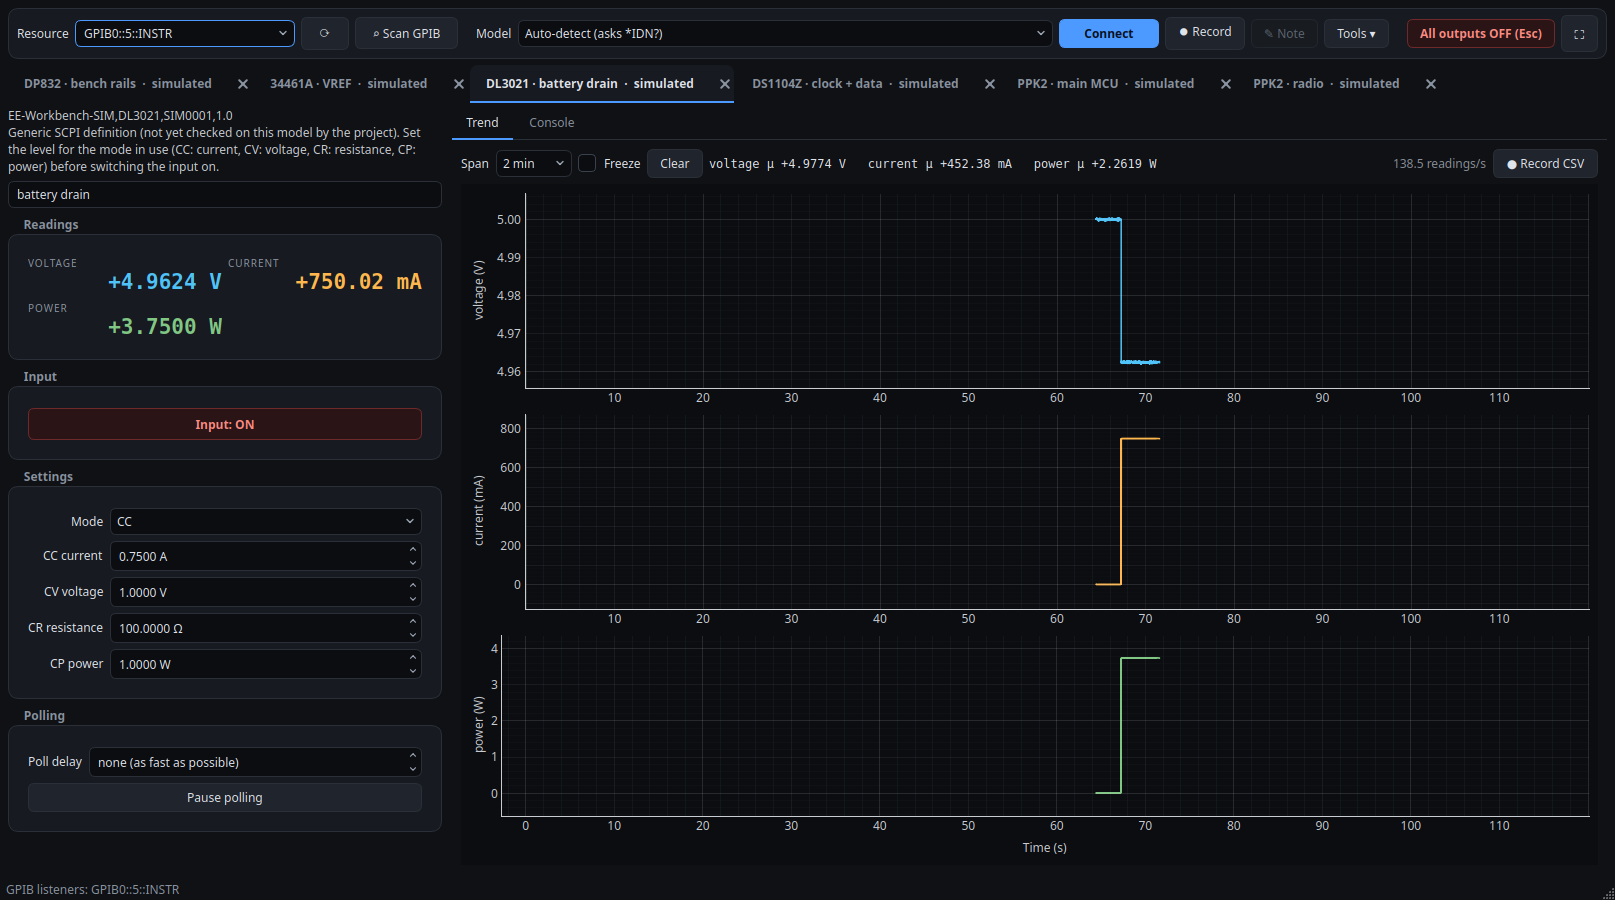 Resource GPIB0::5::INSTR ⟳ ⌕ Scan GPIB Model Auto-detect (asks *IDN?) Connect ● Record ✎ Note Tools ▾ All outputs OFF (Esc) ⛶
DP832 · bench rails · simulated ✕ 34461A · VREF · simulated ✕ DL3021 · battery drain · simulated ✕ DS1104Z · clock + data · simulated ✕ PPK2 · main MCU · simulated ✕ PPK2 · radio · simulated ✕
EE-Workbench-SIM,DL3021,SIM0001,1.0
Generic SCPI definition (not yet checked on this model by the project). Set
the level for the mode in use (CC: current, CV: voltage, CR: resistance, CP:
power) before switching the input on.
battery drain
Readings
VOLTAGE
+4.9624 V
CURRENT
+750.02 mA
POWER
+3.7500 W
Input
Input: ON
Settings
Mode CC
CC current 0.7500 A
CV voltage 1.0000 V
CR resistance 100.0000 Ω
CP power 1.0000 W
Polling
Poll delay none (as fast as possible)
Pause polling
Trend Console
Span 2 min Freeze Clear voltage µ +4.9774 V current µ +452.38 mA power µ +2.2619 W 138.5 readings/s ● Record CSV
voltage (V)
5.00
4.99
4.98
4.97
4.96
10 20 30 40 50 60 70 80 90 100 110
current (mA)
800
600
400
200
0
10 20 30 40 50 60 70 80 90 100 110
power (W)
4
3
2
1
0
0 10 20 30 40 50 60 70 80 90 100 110
Time (s)
GPIB listeners: GPIB0::5::INSTR